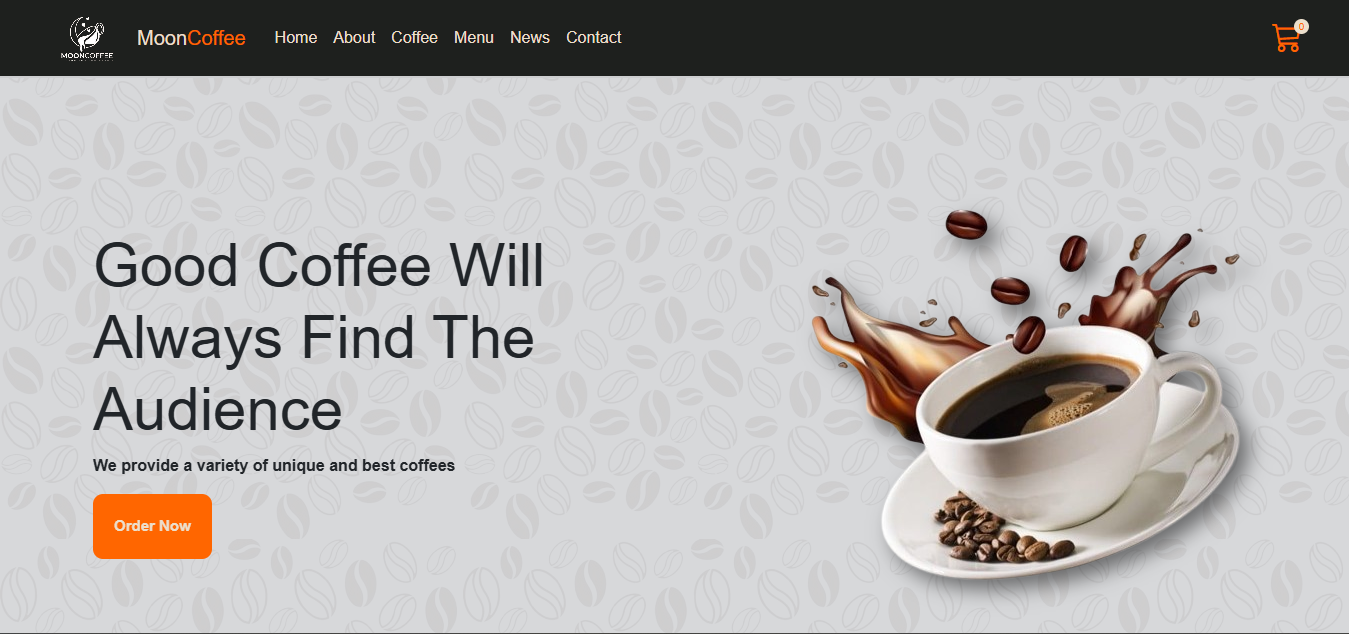 MOONCOFFEE
MoonCoffee
Home About Coffee Menu News Contact
0
Good Coffee Will
Always Find The
Audience
We provide a variety of unique and best coffees
Order Now